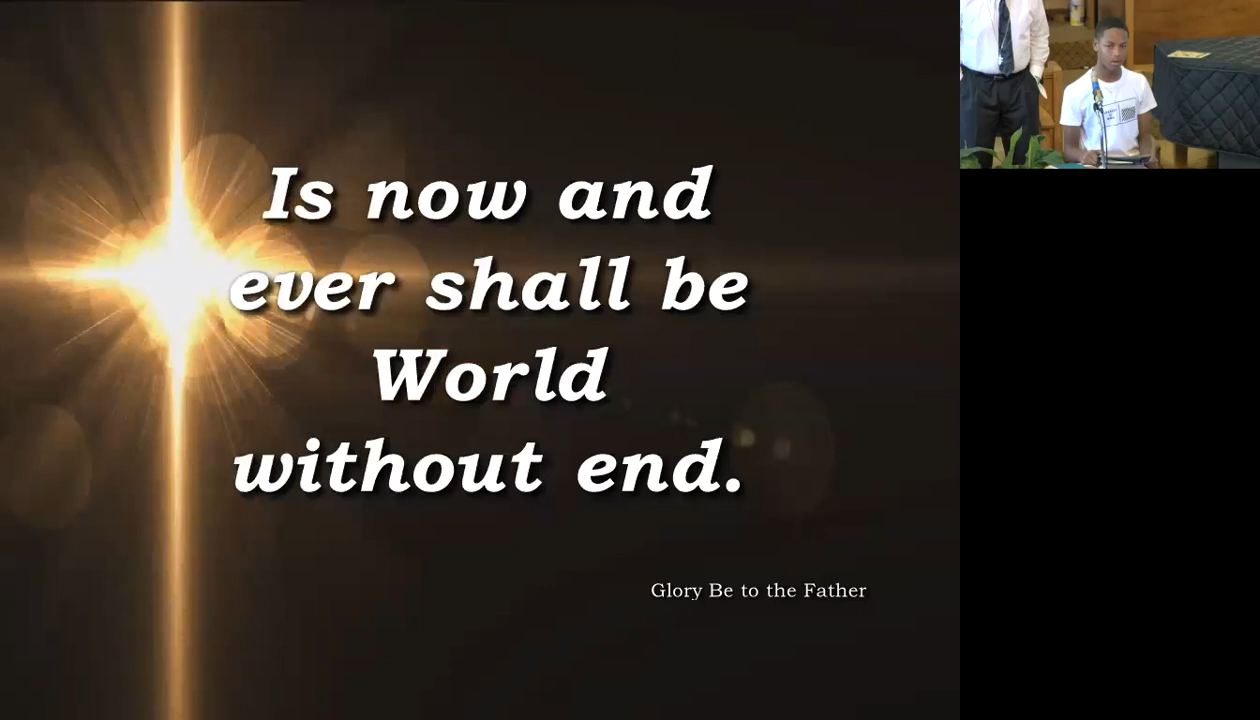 Is now and
ever shall be
World
without end.
Glory Be to the Father